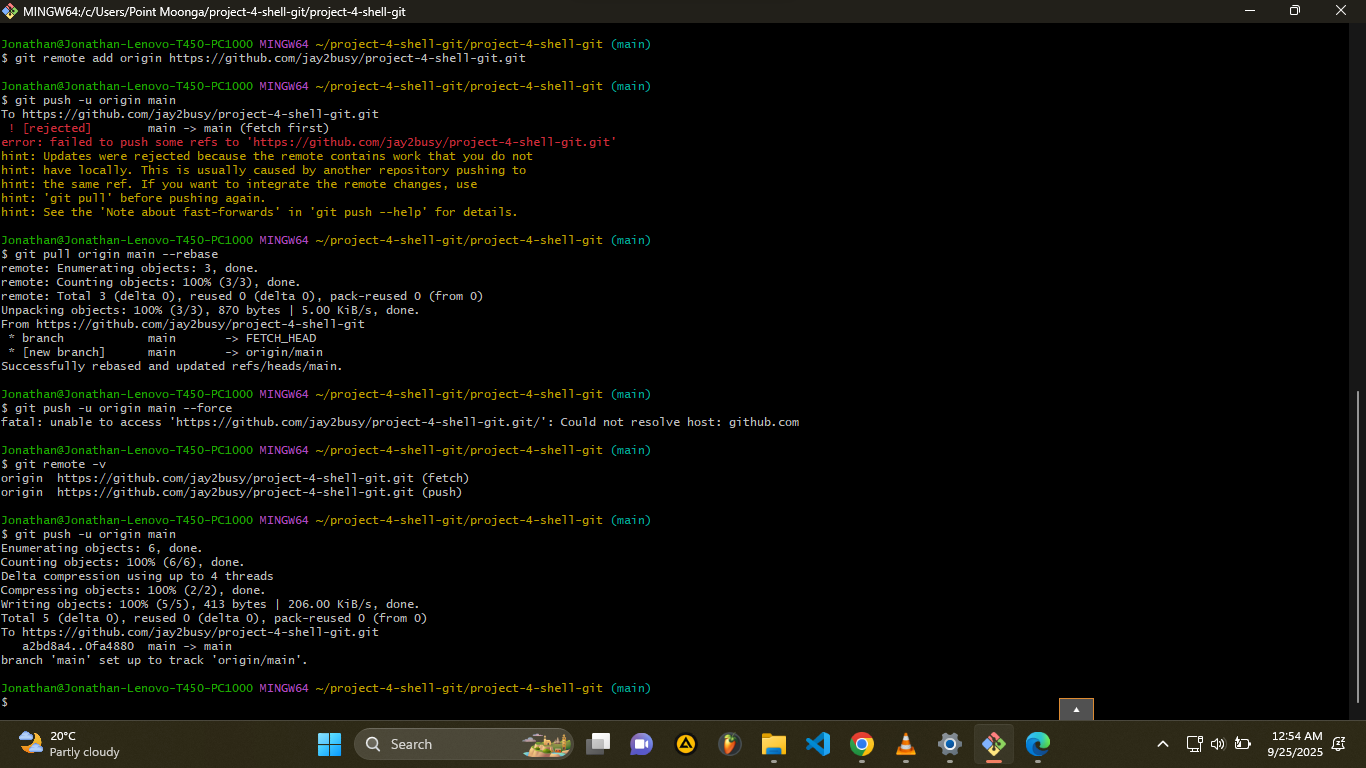 MINGW64:/c/Users/Point Moonga/project-4-shell-git/project-4-shell-git
Jonathan@Jonathan-Lenovo-T450-PC1000 MINGW64 ~/project-4-shell-git/project-4-shell-git (main)
$ git remote add origin https://github.com/jay2busy/project-4-shell-git.git
Jonathan@Jonathan-Lenovo-T450-PC1000 MINGW64 ~/project-4-shell-git/project-4-shell-git (main)
$ git push -u origin main
To https://github.com/jay2busy/project-4-shell-git.git
 ! [rejected]        main -> main (fetch first)
error: failed to push some refs to 'https://github.com/jay2busy/project-4-shell-git.git'
hint: Updates were rejected because the remote contains work that you do not
hint: have locally. This is usually caused by another repository pushing to
hint: the same ref. If you want to integrate the remote changes, use
hint: 'git pull' before pushing again.
hint: See the 'Note about fast-forwards' in 'git push --help' for details.
Jonathan@Jonathan-Lenovo-T450-PC1000 MINGW64 ~/project-4-shell-git/project-4-shell-git (main)
$ git pull origin main --rebase
remote: Enumerating objects: 3, done.
remote: Counting objects: 100% (3/3), done.
remote: Total 3 (delta 0), reused 0 (delta 0), pack-reused 0 (from 0)
Unpacking objects: 100% (3/3), 870 bytes | 5.00 KiB/s, done.
From https://github.com/jay2busy/project-4-shell-git
 * branch            main       -> FETCH_HEAD
 * [new branch]      main       -> origin/main
Successfully rebased and updated refs/heads/main.
Jonathan@Jonathan-Lenovo-T450-PC1000 MINGW64 ~/project-4-shell-git/project-4-shell-git (main)
$ git push -u origin main --force
fatal: unable to access 'https://github.com/jay2busy/project-4-shell-git.git/': Could not resolve host: github.com
Jonathan@Jonathan-Lenovo-T450-PC1000 MINGW64 ~/project-4-shell-git/project-4-shell-git (main)
$ git remote -v
origin  https://github.com/jay2busy/project-4-shell-git.git (fetch)
origin  https://github.com/jay2busy/project-4-shell-git.git (push)
Jonathan@Jonathan-Lenovo-T450-PC1000 MINGW64 ~/project-4-shell-git/project-4-shell-git (main)
$ git push -u origin main
Enumerating objects: 6, done.
Counting objects: 100% (6/6), done.
Delta compression using up to 4 threads
Compressing objects: 100% (2/2), done.
Writing objects: 100% (5/5), 413 bytes | 206.00 KiB/s, done.
Total 5 (delta 0), reused 0 (delta 0), pack-reused 0 (from 0)
To https://github.com/jay2busy/project-4-shell-git.git
   a2bd8a4..0fa4880  main -> main
branch 'main' set up to track 'origin/main'.
Jonathan@Jonathan-Lenovo-T450-PC1000 MINGW64 ~/project-4-shell-git/project-4-shell-git (main)
$
20°C
Partly cloudy
Search
12:54 AM
9/25/2025